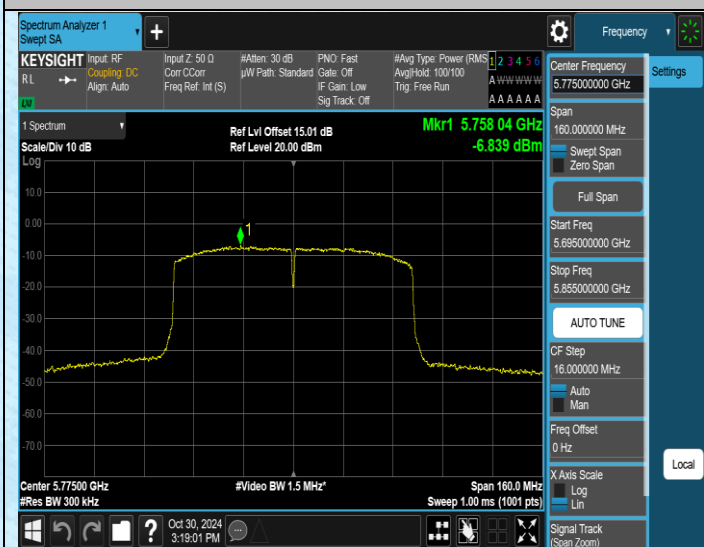 Spectrum Analyzer 1
Swept SA
Frequency
KEYSIGHT
RL
Input: RF
Coupling: DC
Align: Auto
Input Z: 50 Ω
Corr CCorr
Freq Ref: Int (S)
#Atten: 30 dB
µW Path: Standard
PNO: Fast
Gate: Off
IF Gain: Low
Sig Track: Off
#Avg Type: Power (RMS
Avg|Hold: 100/100
Trig: Free Run
1 2 3 4 5 6
A W W W W W
A A A A A A
1 Spectrum
Scale/Div 10 dB
Ref Lvl Offset 15.01 dB
Ref Level 20.00 dBm
Mkr1 5.758 04 GHz
-6.839 dBm
Log
10.0
0.00
-10.0
-20.0
-30.0
-40.0
-50.0
-60.0
-70.0
1
Center 5.77500 GHz
#Res BW 300 kHz
#Video BW 1.5 MHz*
Span 160.0 MHz
Sweep 1.00 ms (1001 pts)
Oct 30, 2024
3:19:01 PM
Center Frequency
5.775000000 GHz
Span
160.000000 MHz
Swept Span
Zero Span
Full Span
Start Freq
5.695000000 GHz
Stop Freq
5.855000000 GHz
AUTO TUNE
CF Step
16.000000 MHz
Auto
Man
Freq Offset
0 Hz
X Axis Scale
Log
Lin
Signal Track
(Span Zoom)
Settings
Local